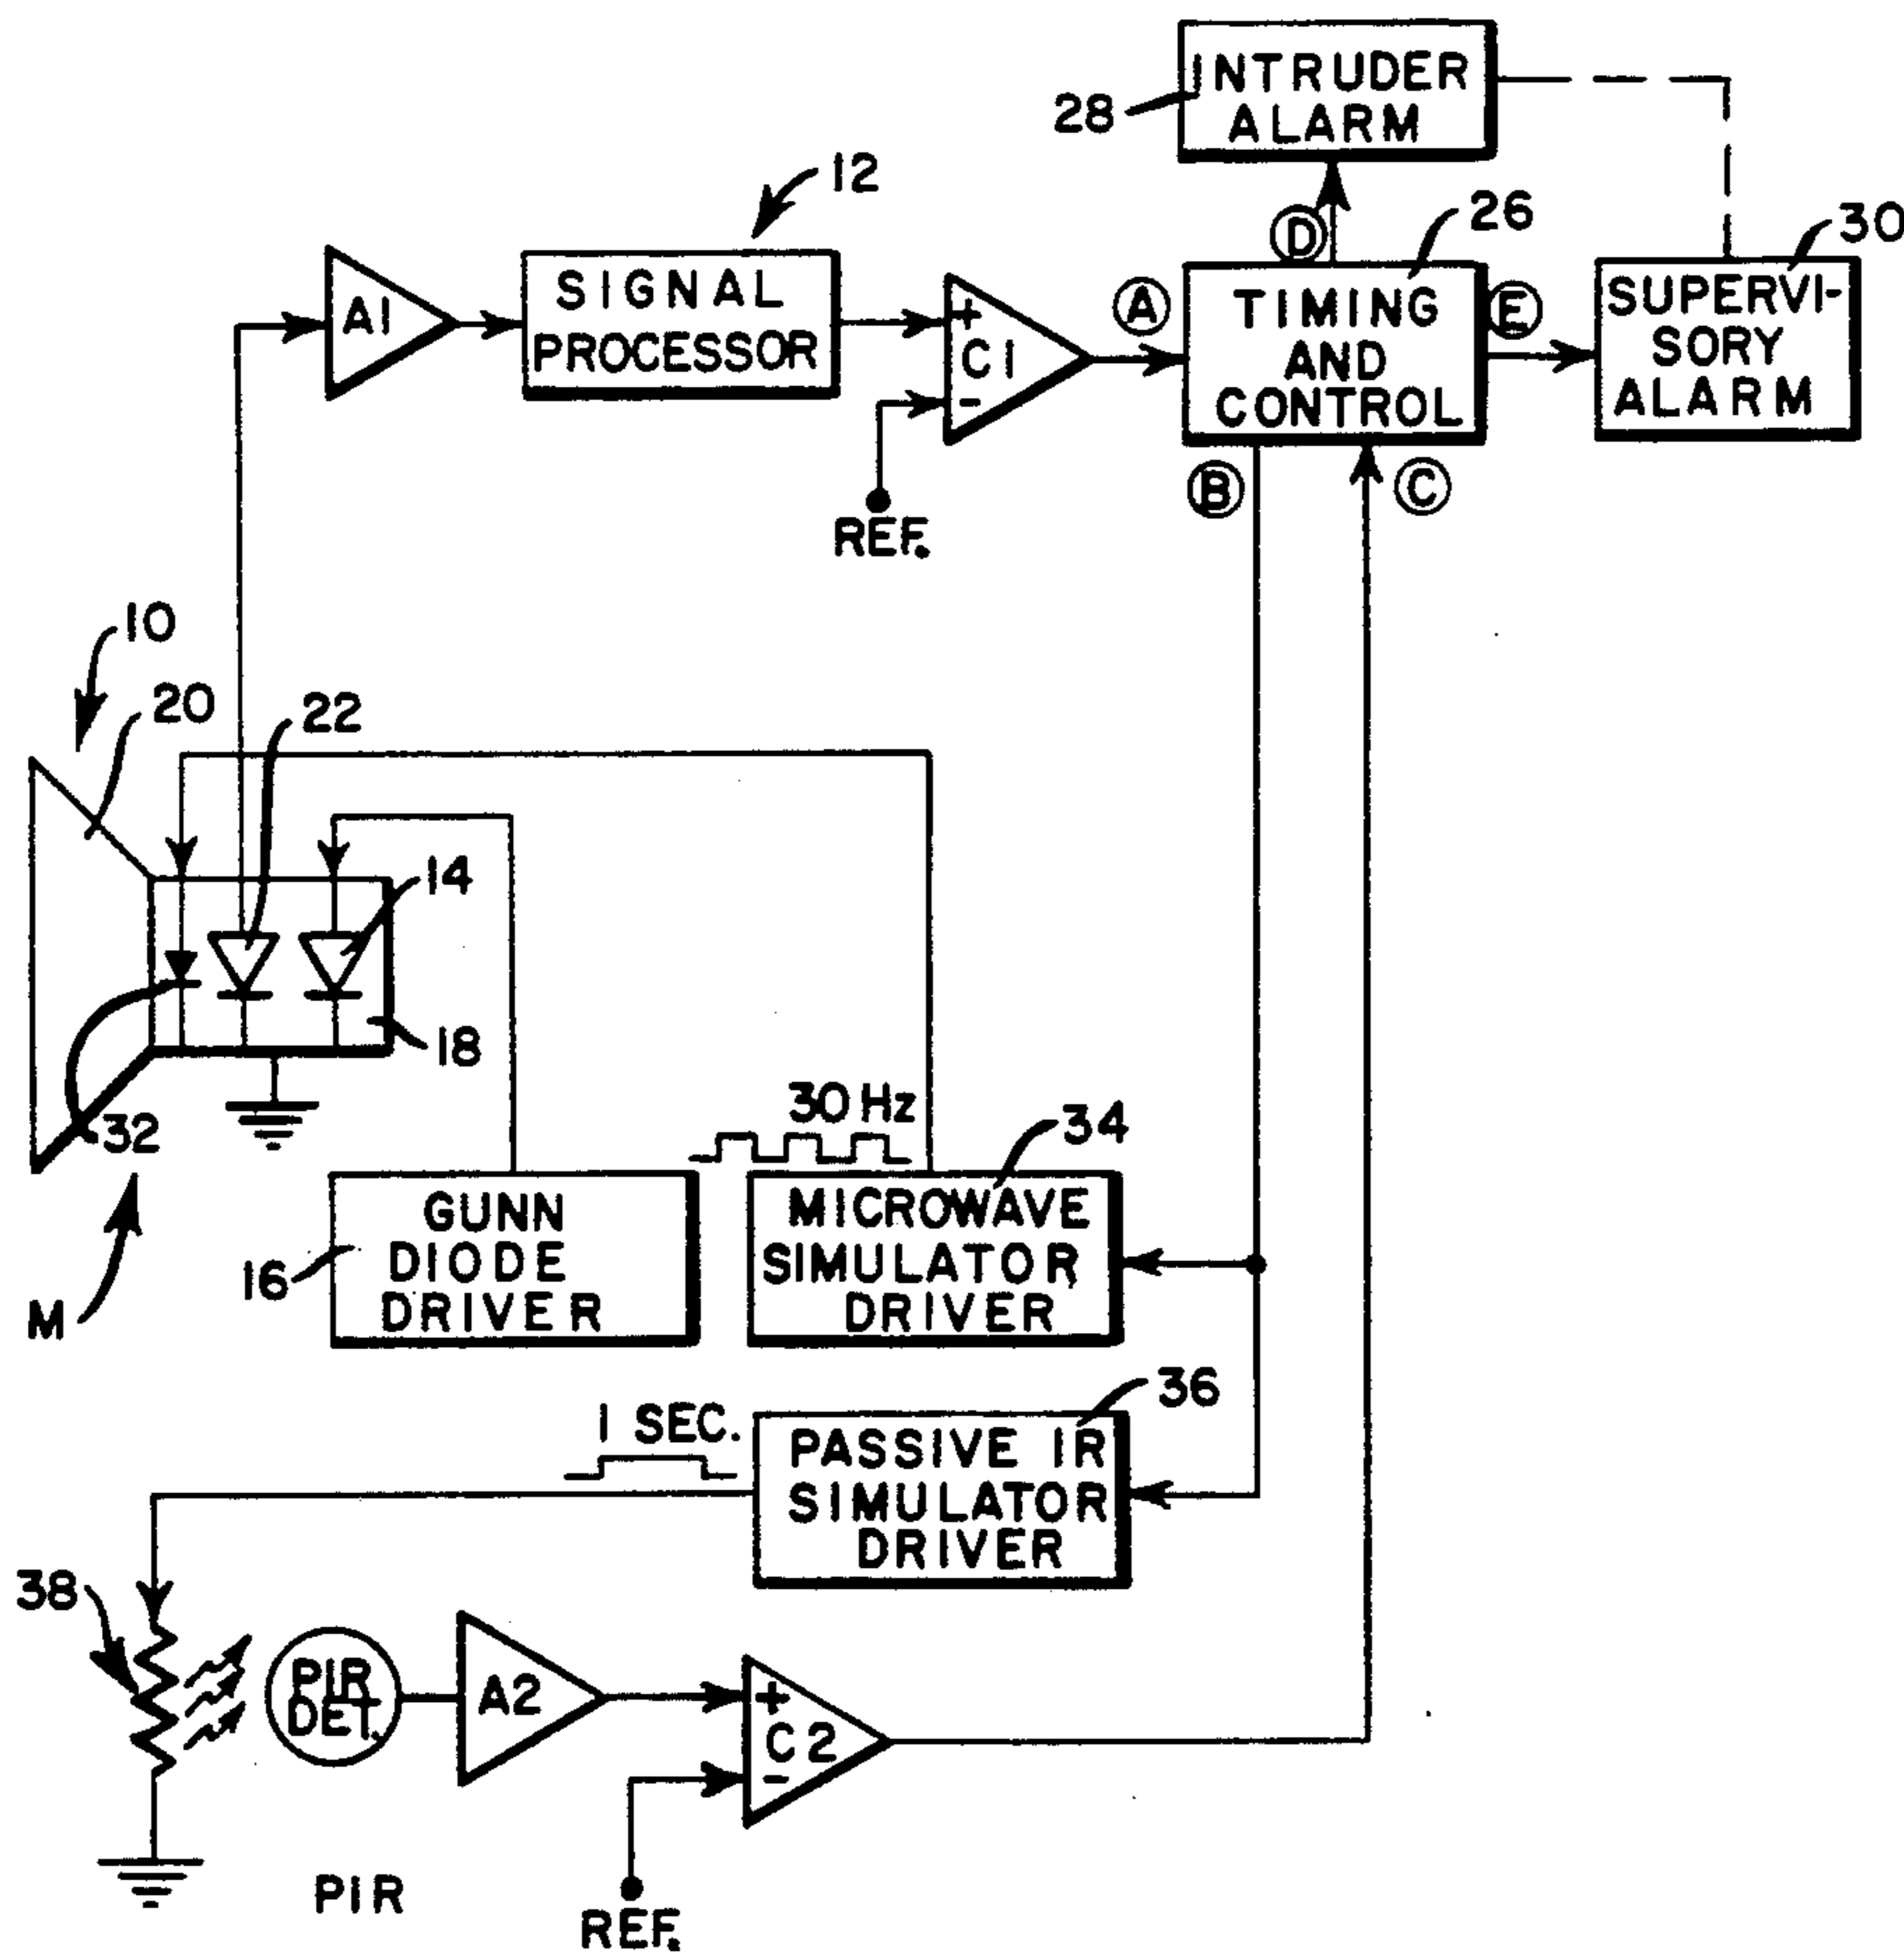 INTRUDER
ALARM
28
12
26
30
D
A1
SIGNAL
PROCESSOR
+
C1
-
A
TIMING
AND
CONTROL
E
SUPERVI-
SORY
ALARM
REF.
B
C
10
20
22
14
18
32
30 Hz
34
M
16
GUNN
DIODE
DRIVER
MICROWAVE
SIMULATOR
DRIVER
36
1 SEC.
PASSIVE IR
SIMULATOR
DRIVER
38
PIR
DET.
A2
+
C2
-
PIR
REF.